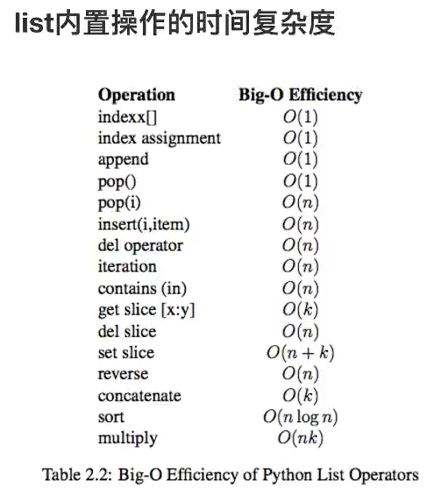 list内置操作的时间复杂度
Operation Big-O Efficiency
indexx[] O(1)
index assignment O(1)
append O(1)
pop() O(1)
pop(i) O(n)
insert(i,item) O(n)
del operator O(n)
iteration O(n)
contains (in) O(n)
get slice [x:y] O(k)
del slice O(n)
set slice O(n + k)
reverse O(n)
concatenate O(k)
sort O(n log n)
multiply O(nk)
Table 2.2: Big-O Efficiency of Python List Operators